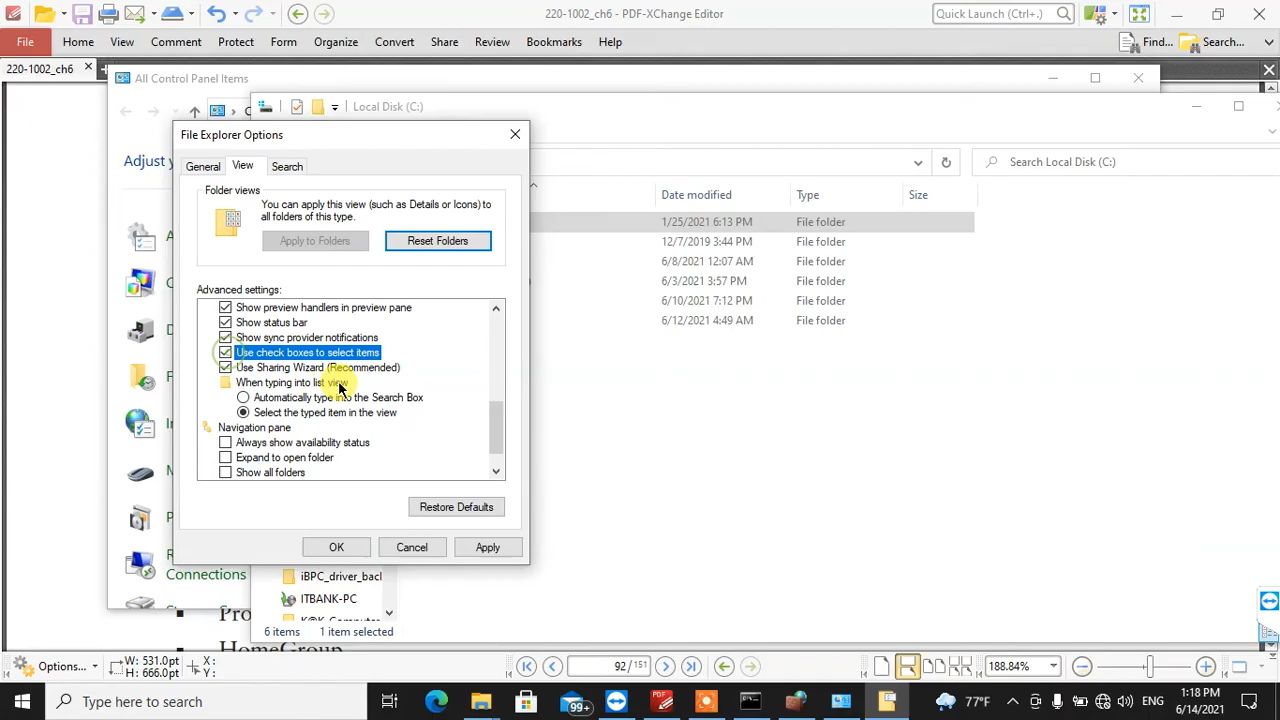 220-1002_ch6 - PDF-XChange Editor
Quick Launch (Ctrl+.)
File Home View Comment Protect Form Organize Convert Share Review Bookmarks Help
Find... Search...
220-1002_ch6
All Control Panel Items
Local Disk (C:)
File Explorer Options
Adjust
Search Local Disk (C:)
General View Search
Folder views
Date modified Type Size
You can apply this view (such as Details or Icons) to
all folders of this type.
1/25/2021 6:13 PM File folder
Apply to Folders Reset Folders
12/7/2019 3:44 PM File folder
6/8/2021 12:07 AM File folder
6/3/2021 3:57 PM File folder
Advanced settings:
6/10/2021 7:12 PM File folder
Show preview handlers in preview pane
6/12/2021 4:49 AM File folder
Show status bar
Show sync provider notifications
Use check boxes to select items
Use Sharing Wizard (Recommended)
When typing into list view
Automatically type into the Search Box
Select the typed item in the view
Navigation pane
Always show availability status
Expand to open folder
Show all folders
Restore Defaults
OK Cancel Apply
Connections
iBPC_driver_back
ITBANK-PC
K@K-Computer
Pro
6 items 1 item selected
HomeGroup
Options...
W: 531.0pt
H: 666.0pt
X:
Y:
92 / 151
188.84%
Type here to search
99+
77°F
ENG
1:18 PM
6/14/2021